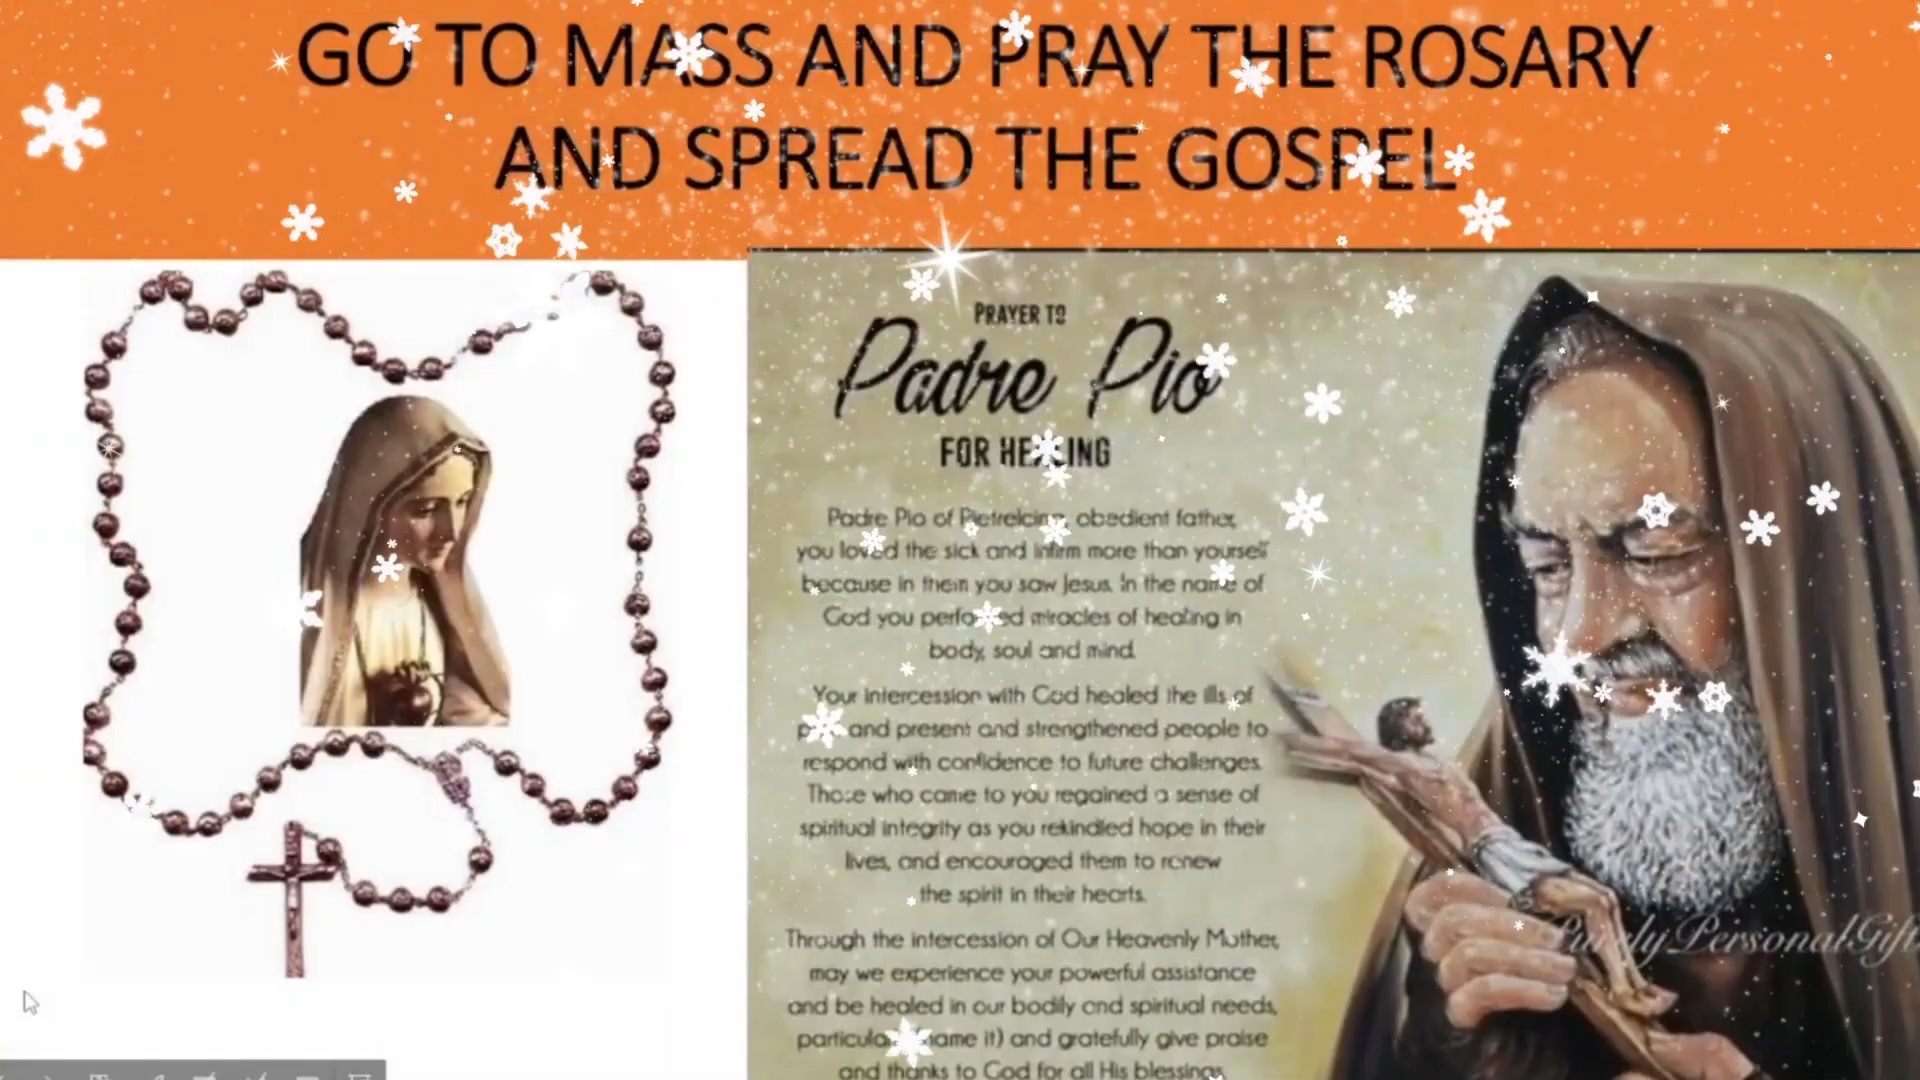 GO TO MASS AND PRAY THE ROSARY
AND SPREAD THE GOSPEL
PRAYER TO
Padre Pio
FOR HEALING
Padre Pio of Pietrelcina, obedient father,
you loved the sick and infirm more than yourself
because in them you saw Jesus. In the name of
God you performed miracles of healing in
body, soul and mind.
Your intercession with God healed the ills of
past and present and strengthened people to
respond with confidence to future challenges.
Those who came to you regained a sense of
spiritual integrity as you rekindled hope in their
lives, and encouraged them to renew
the spirit in their hearts.
Through the intercession of Our Heavenly Mother,
may we experience your powerful assistance
and be healed in our bodily and spiritual needs,
particularly (name it) and gratefully give praise
and thanks to God for all His blessings.
PurelyPersonalGift